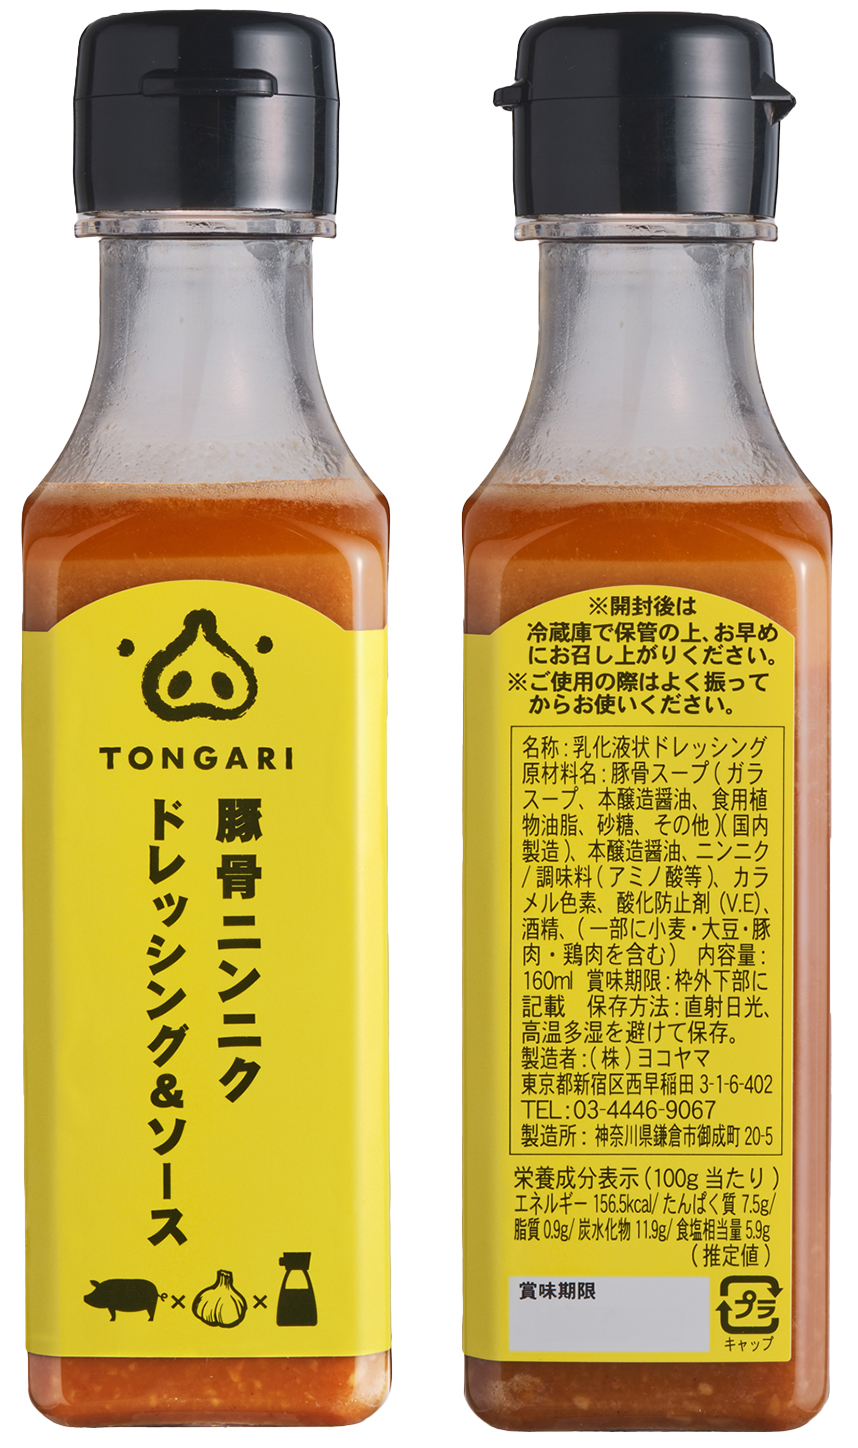 TONGARI
豚骨ニンニク
ドレッシング&ソース
××
※開封後は
冷蔵庫で保管の上、お早め
にお召し上がりください。
※ご使用の際はよく振って
からお使いください。
名称:乳化液状ドレッシング
原材料名:豚骨スープ(ガラ
スープ、本醸造醤油、食用植
物油脂、砂糖、その他)(国内
製造)、本醸造醤油、ニンニク
/調味料(アミノ酸等)、カラ
メル色素、酸化防止剤(V.E)、
酒精、(一部に小麦・大豆・豚
肉・鶏肉を含む) 内容量:
160ml 賞味期限:枠外下部に
記載 保存方法:直射日光、
高温多湿を避けて保存。
製造者:(株)ヨコヤマ
東京都新宿区西早稲田 3-1-6-402
TEL:03-4446-9067
製造所:神奈川県鎌倉市御成町 20-5
栄養成分表示(100g 当たり)
エネルギー 156.5kcal/ たんぱく質 7.5g/
脂質 0.9g/ 炭水化物 11.9g/ 食塩相当量 5.9g
(推定値)
賞味期限
プラ
キャップ